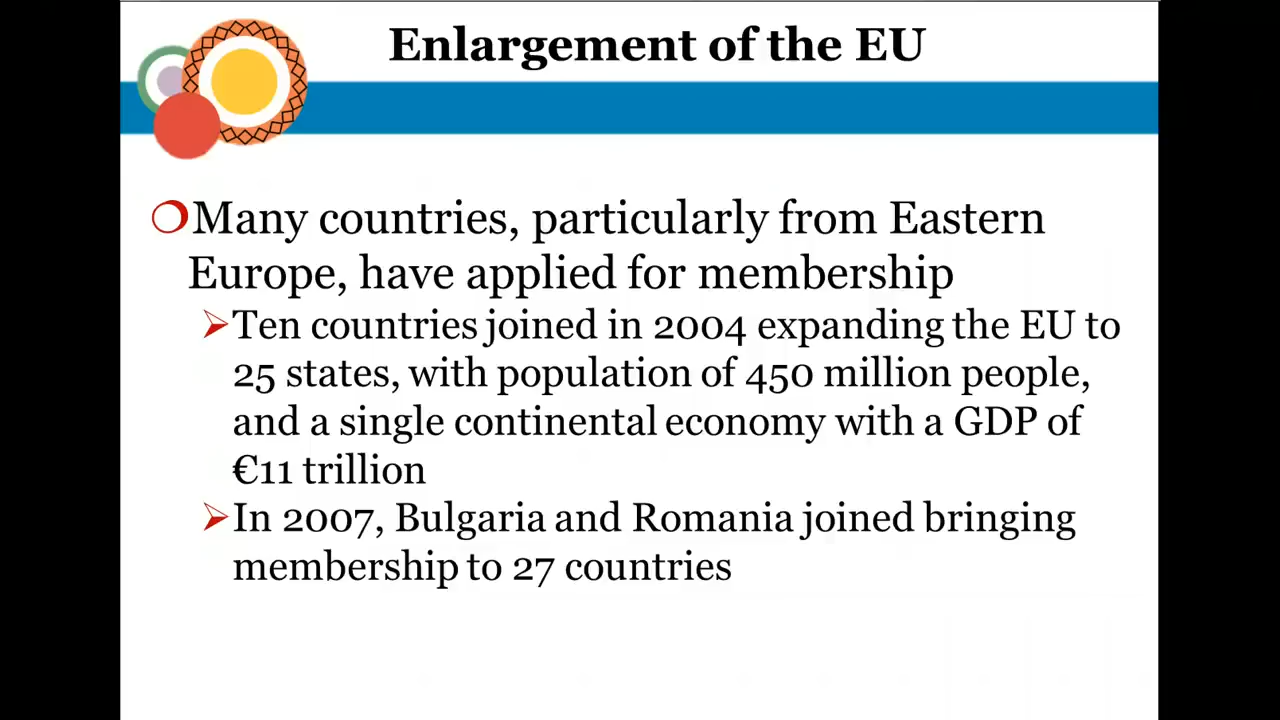 Enlargement of the EU
Many countries, particularly from Eastern
Europe, have applied for membership
Ten countries joined in 2004 expanding the EU to
25 states, with population of 450 million people,
and a single continental economy with a GDP of
€11 trillion
In 2007, Bulgaria and Romania joined bringing
membership to 27 countries